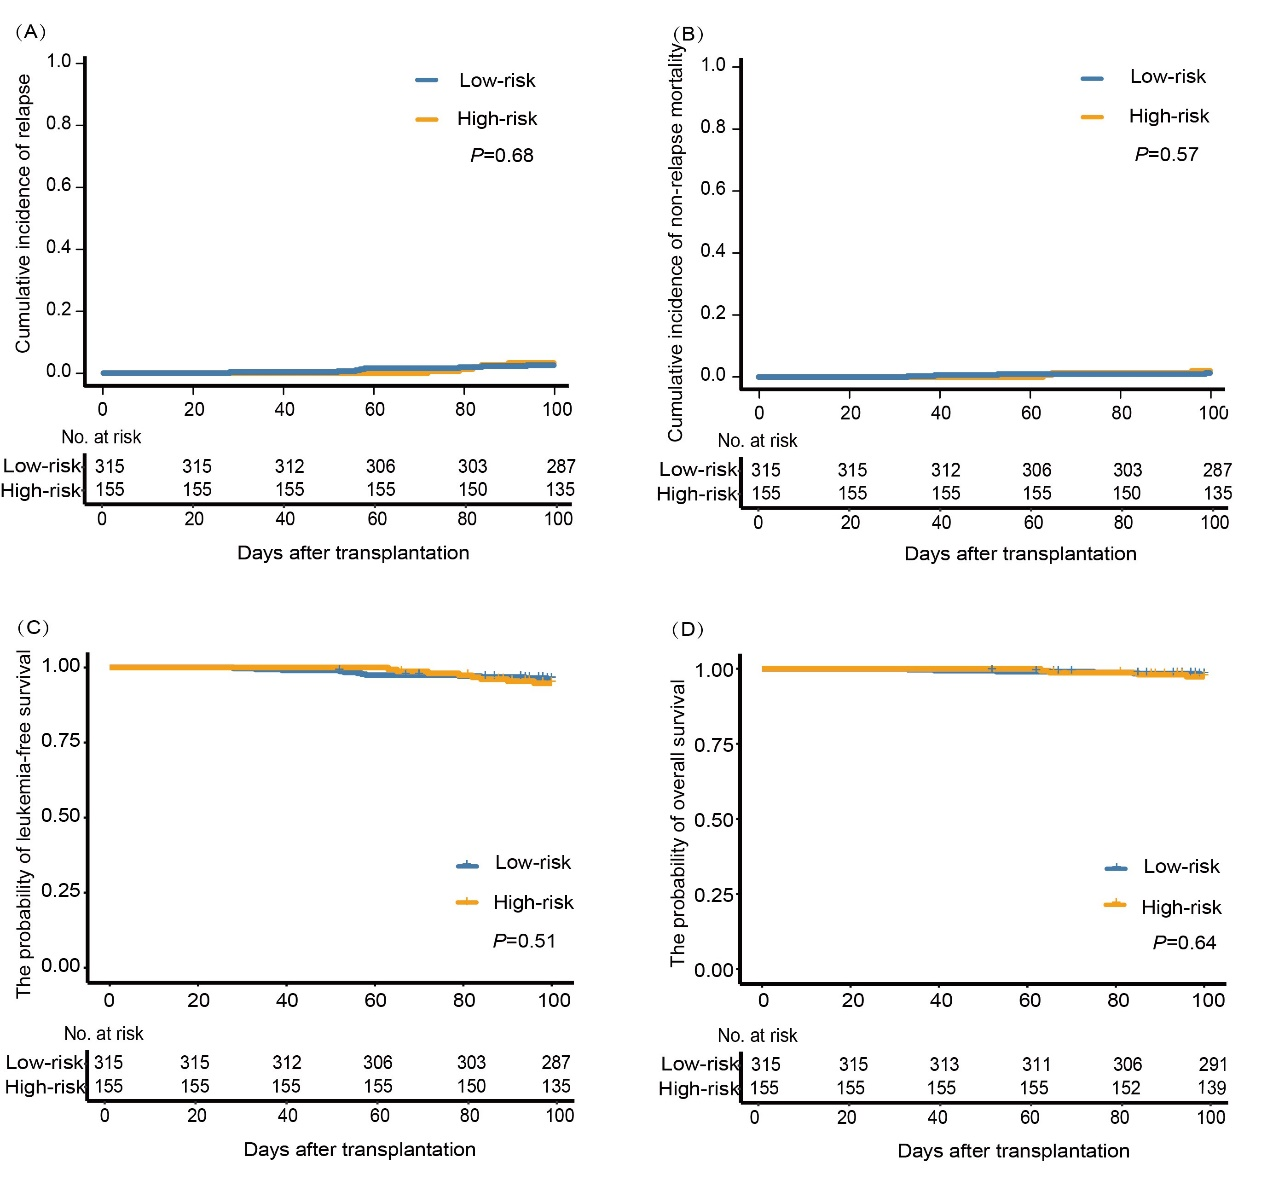 （A）
Cumulative incidence of relapse
1.0
0.8
0.6
0.4
0.2
0.0
Low-risk
High-risk
P=0.68
0 20 40 60 80 100
No. at risk
Low-risk 315 315 312 306 303 287
High-risk 155 155 155 155 150 135
0 20 40 60 80 100
Days after transplantation
（B）
Cumulative incidence of non-relapse mortality
1.0
0.8
0.6
0.4
0.2
0.0
Low-risk
High-risk
P=0.57
0 20 40 60 80 100
No. at risk
Low-risk 315 315 312 306 303 287
High-risk 155 155 155 155 150 135
0 20 40 60 80 100
Days after transplantation
（C）
The probability of leukemia-free survival
1.00
0.75
0.50
0.25
0.00
Low-risk
High-risk
P=0.51
0 20 40 60 80 100
No. at risk
Low-risk 315 315 312 306 303 287
High-risk 155 155 155 155 150 135
0 20 40 60 80 100
Days after transplantation
（D）
The probability of overall survival
1.00
0.75
0.50
0.25
0.00
Low-risk
High-risk
P=0.64
0 20 40 60 80 100
No. at risk
Low-risk 315 315 313 311 306 291
High-risk 155 155 155 155 152 139
0 20 40 60 80 100
Days after transplantation